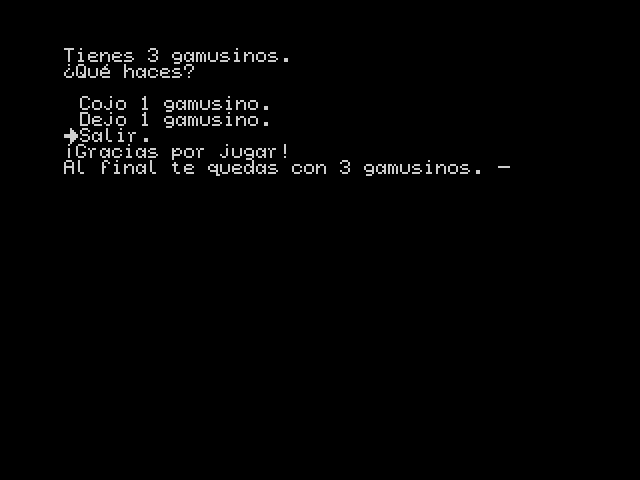 Tienes 3 gamusinos.
¿Qué haces?
Cojo 1 gamusino.
Dejo 1 gamusino.
➔Salir.
¡Gracias por jugar!
Al final te quedas con 3 gamusinos. —